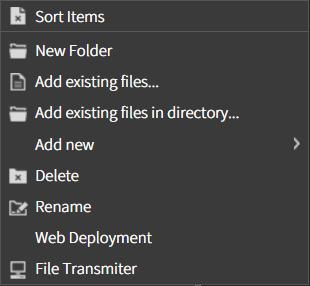 Sort Items
New Folder
Add existing files...
Add existing files in directory...
Add new
Delete
Rename
Web Deployment
File Transmiter